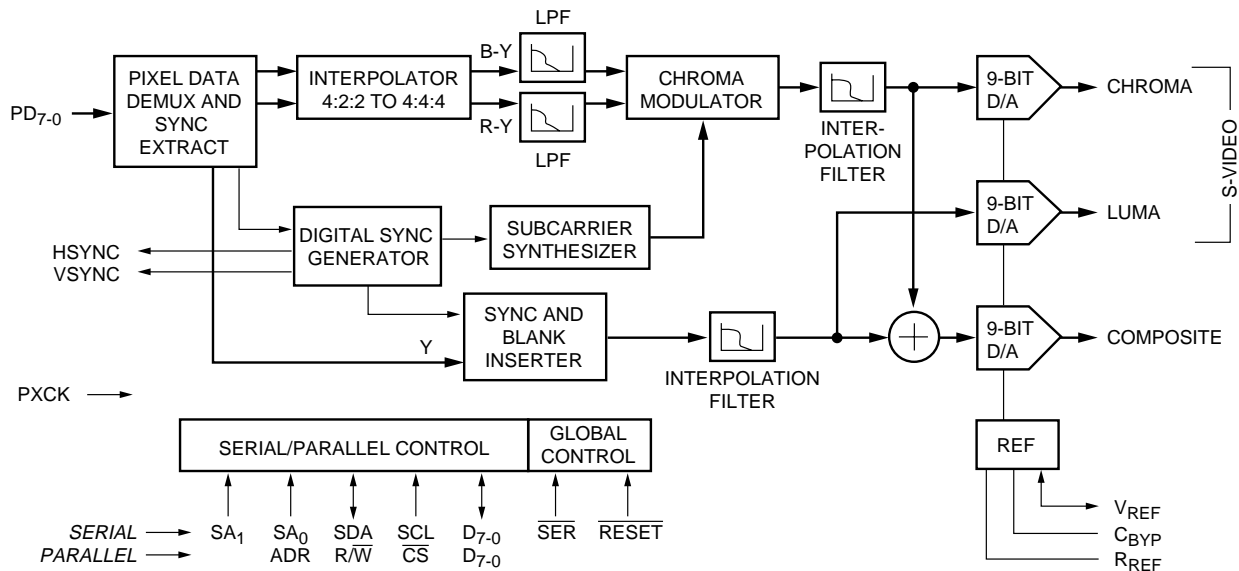 PD7-0
PIXEL DATA
DEMUX AND
SYNC
EXTRACT
INTERPOLATOR
4:2:2 TO 4:4:4
B-Y
R-Y
LPF
LPF
CHROMA
MODULATOR
INTER-
POLATION
FILTER
9-BIT
D/A
CHROMA
9-BIT
D/A
LUMA
S-VIDEO
HSYNC
VSYNC
DIGITAL SYNC
GENERATOR
SUBCARRIER
SYNTHESIZER
Y
SYNC AND
BLANK
INSERTER
INTERPOLATION
FILTER
+
9-BIT
D/A
COMPOSITE
PXCK
SERIAL/PARALLEL CONTROL
GLOBAL
CONTROL
REF
SERIAL
SA1
SA0
SDA
SCL
D7-0
SER
RESET
PARALLEL
ADR
R/W
CS
D7-0
VREF
CBYP
RREF